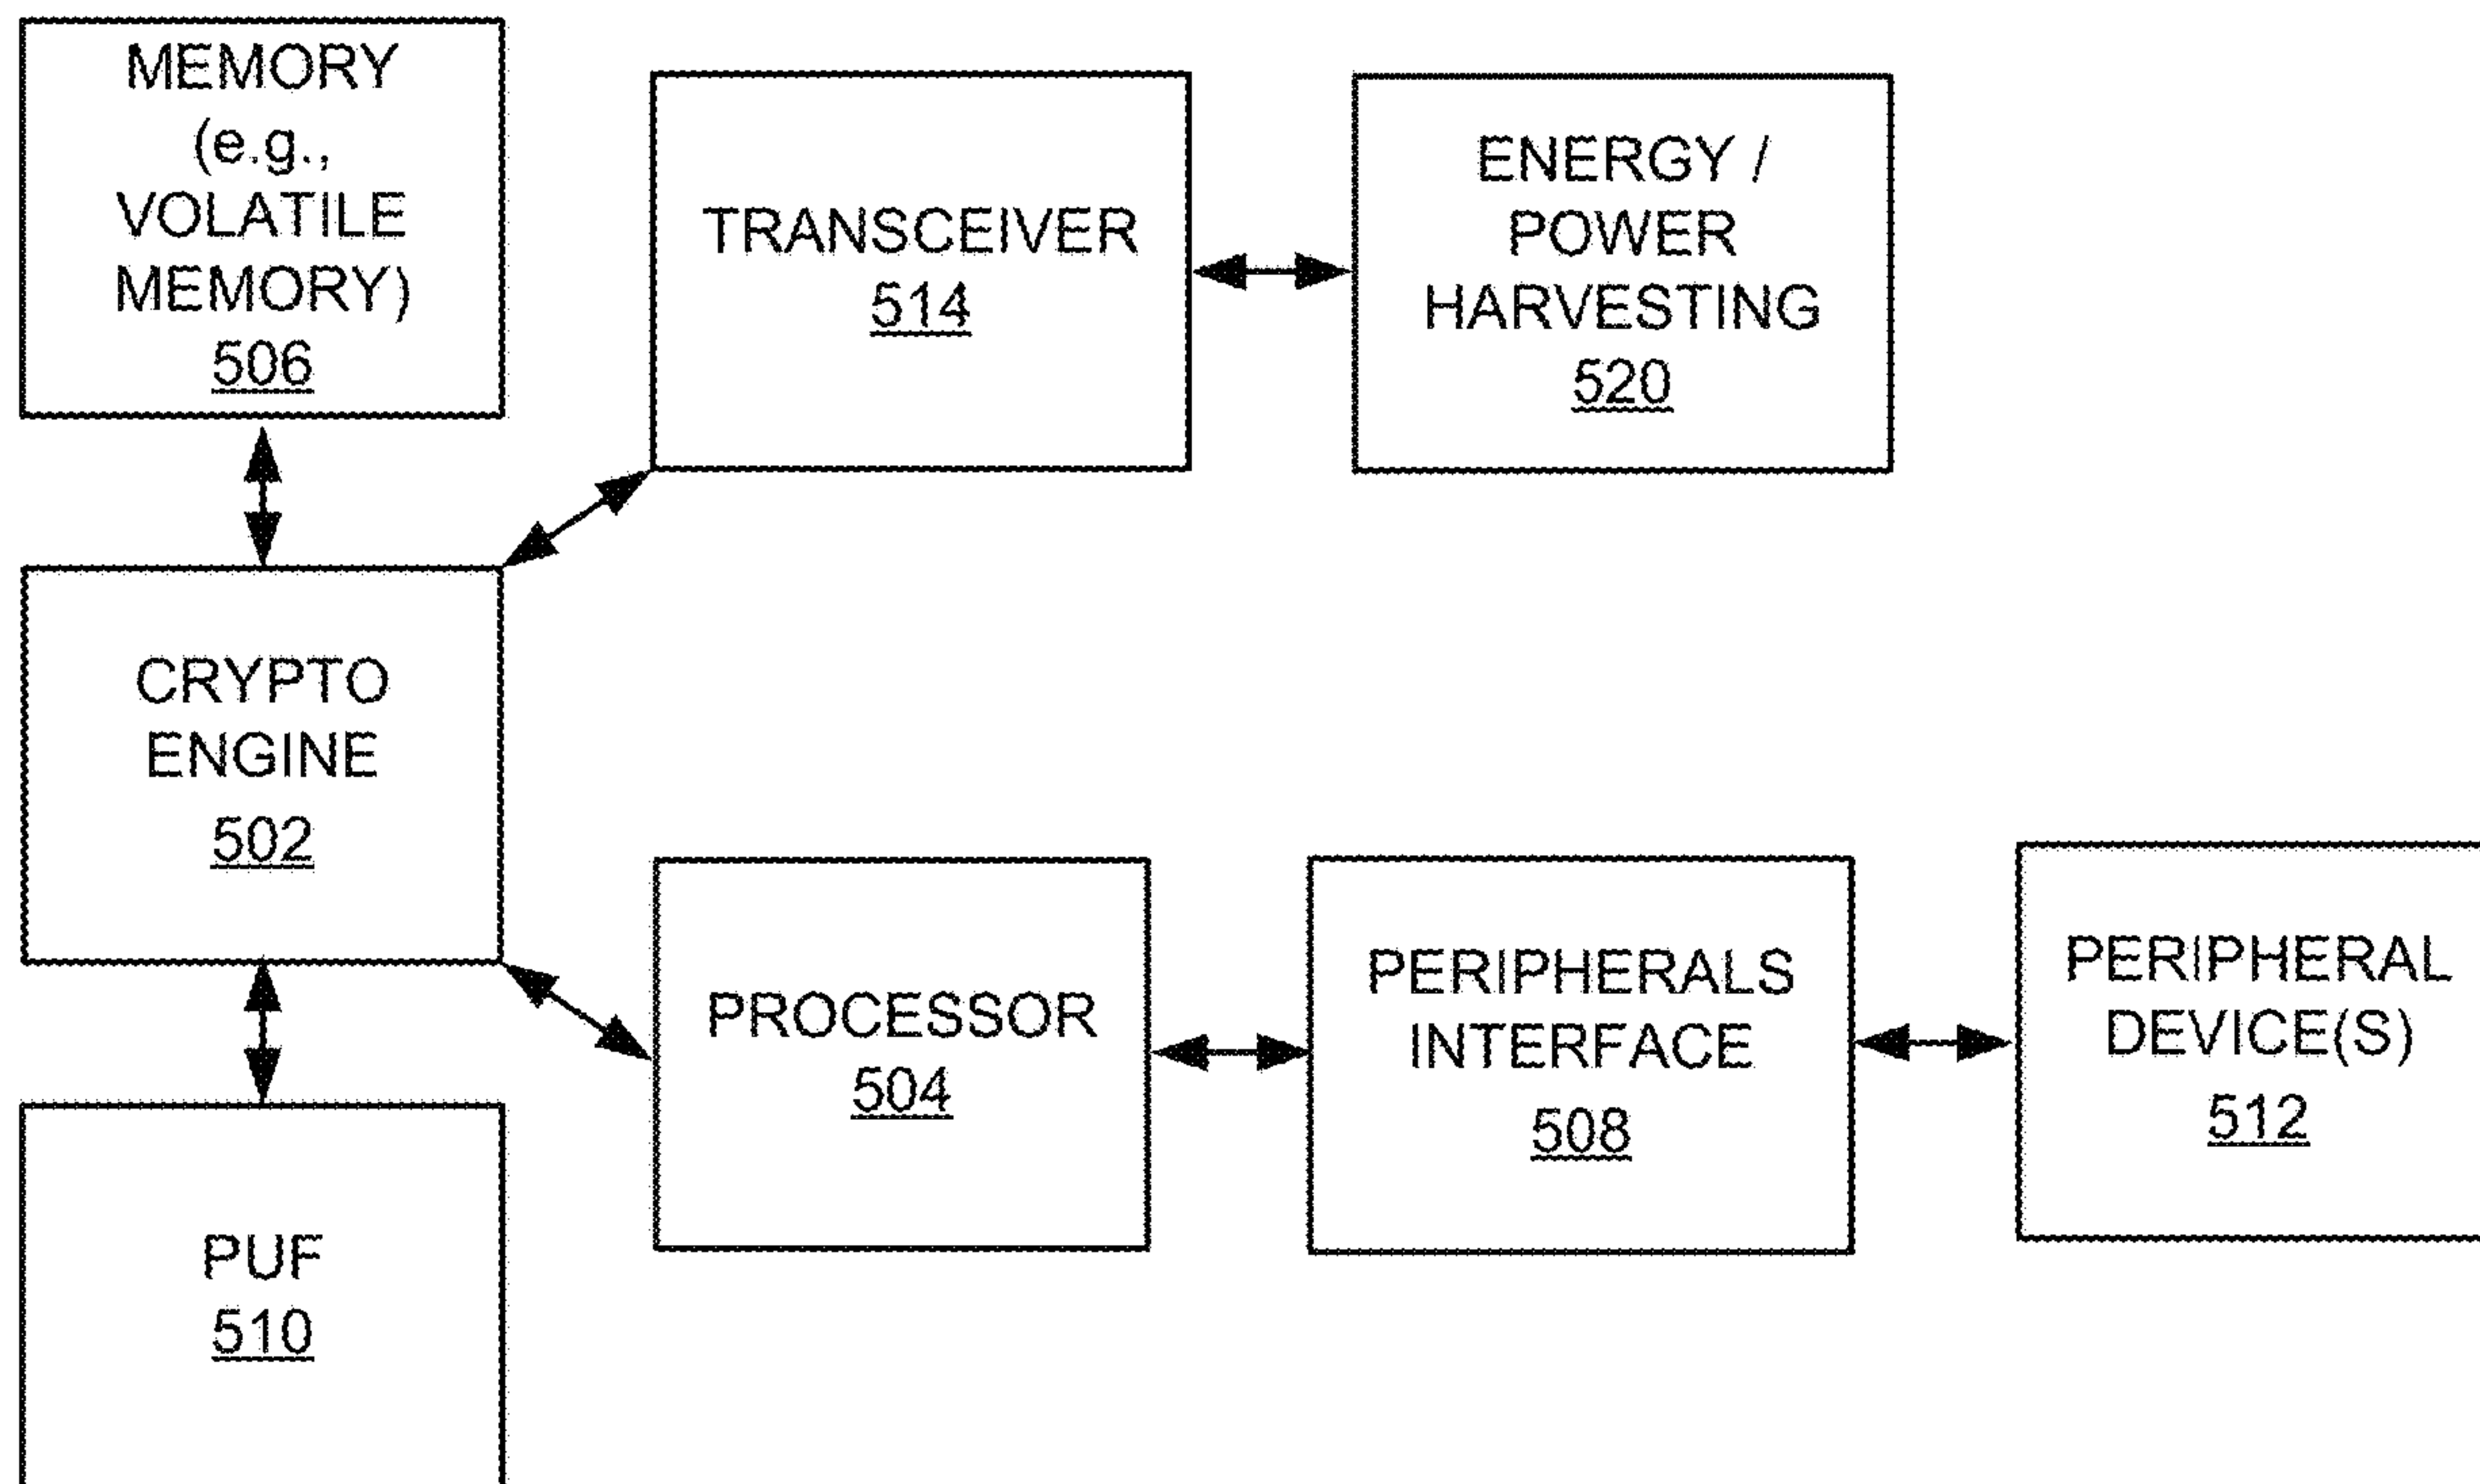 MEMORY
(e.g.,
VOLATILE
MEMORY)
506
TRANSCEIVER
514
ENERGY /
POWER
HARVESTING
520
CRYPTO
ENGINE
502
PROCESSOR
504
PERIPHERALS
INTERFACE
508
PERIPHERAL
DEVICE(S)
512
PUF
510